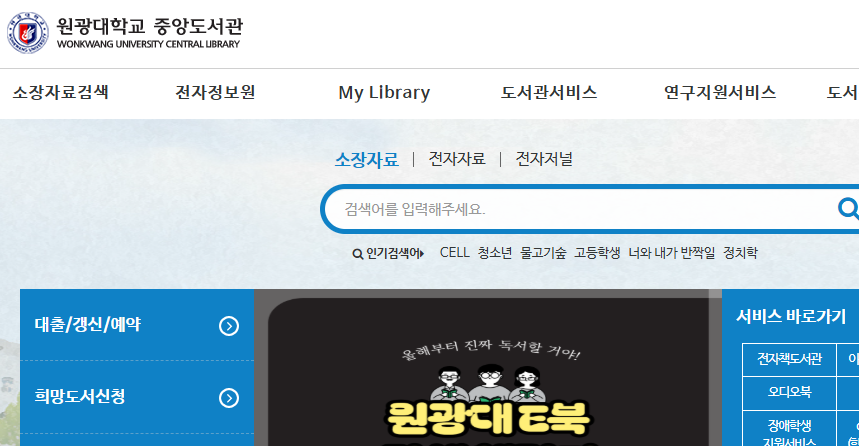 원광대학교 중앙도서관
WONKWANG UNIVERSITY CENTRAL LIBRARY
소장자료검색 전자정보원 My Library 도서관서비스 연구지원서비스 도서
소장자료 | 전자자료 | 전자저널
검색어를 입력해주세요.
인기검색어 CELL 청소년 물고기숲 고등학생 너와 내가 반짝일 정치학
대출/갱신/예약
희망도서신청
올해부터 진짜 독서할 거야!
원광대 E북
서비스 바로가기
전자책도서관
오디오북
장애학생
지원서비스